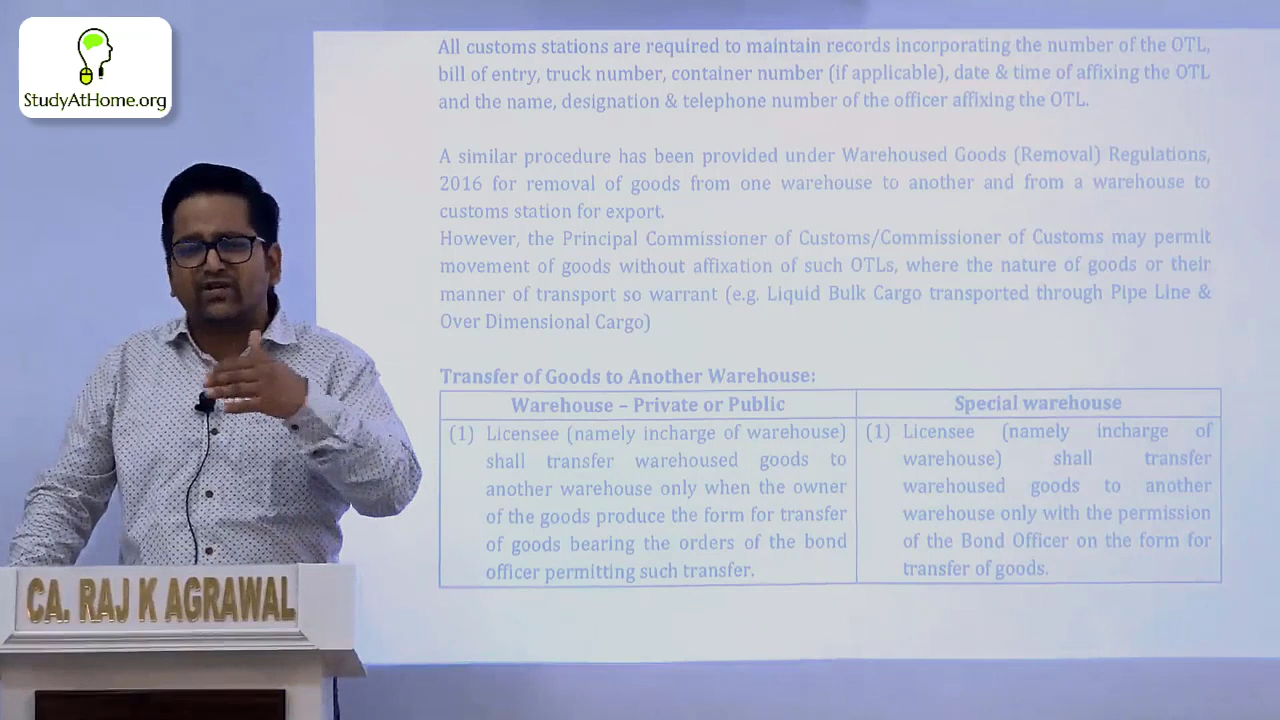 StudyAtHome.org
All customs stations are required to maintain records incorporating the number of the OTL,
bill of entry, truck number, container number (if applicable), date & time of affixing the OTL
and the name, designation & telephone number of the officer affixing the OTL.
A similar procedure has been provided under Warehoused Goods (Removal) Regulations,
2016 for removal of goods from one warehouse to another and from a warehouse to
customs station for export.
However, the Principal Commissioner of Customs/Commissioner of Customs may permit
movement of goods without affixation of such OTLs, where the nature of goods or their
manner of transport so warrant (e.g. Liquid Bulk Cargo transported through Pipe Line &
Over Dimensional Cargo)
Transfer of Goods to Another Warehouse:
Warehouse – Private or Public
(1) Licensee (namely incharge of warehouse)
shall transfer warehoused goods to
another warehouse only when the owner
of the goods produce the form for transfer
of goods bearing the orders of the bond
officer permitting such transfer.
Special warehouse
(1) Licensee (namely incharge of
warehouse) shall transfer
warehoused goods to another
warehouse only with the permission
of the Bond Officer on the form for
transfer of goods.
CA. RAJ K AGRAWAL